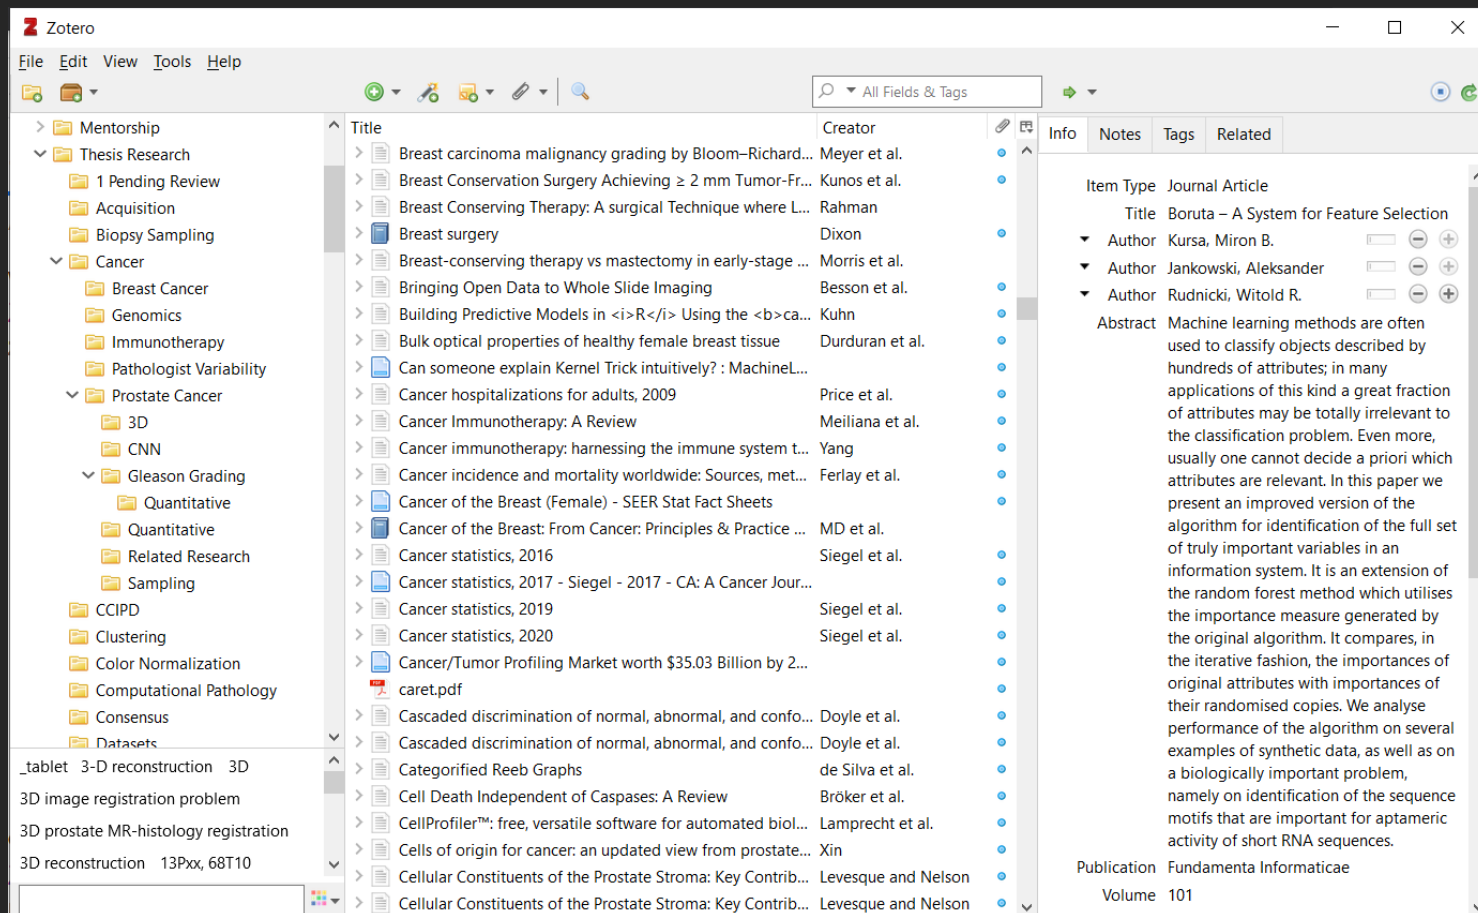 Zotero
File Edit View Tools Help
All Fields & Tags
Mentorship
Thesis Research
1 Pending Review
Acquisition
Biopsy Sampling
Cancer
Breast Cancer
Genomics
Immunotherapy
Pathologist Variability
Prostate Cancer
3D
CNN
Gleason Grading
Quantitative
Quantitative
Related Research
Sampling
CCIPD
Clustering
Color Normalization
Computational Pathology
Consensus
Datasets
_tablet 3-D reconstruction 3D
3D image registration problem
3D prostate MR-histology registration
3D reconstruction 13Pxx, 68T10
Title Creator
Breast carcinoma malignancy grading by Bloom–Richard... Meyer et al.
Breast Conservation Surgery Achieving ≥ 2 mm Tumor-Fr... Kunos et al.
Breast Conserving Therapy: A surgical Technique where L... Rahman
Breast surgery Dixon
Breast-conserving therapy vs mastectomy in early-stage ... Morris et al.
Bringing Open Data to Whole Slide Imaging Besson et al.
Building Predictive Models in <i>R</i> Using the <b>ca... Kuhn
Bulk optical properties of healthy female breast tissue Durduran et al.
Can someone explain Kernel Trick intuitively? : MachineL...
Cancer hospitalizations for adults, 2009 Price et al.
Cancer Immunotherapy: A Review Meiliana et al.
Cancer immunotherapy: harnessing the immune system t... Yang
Cancer incidence and mortality worldwide: Sources, met... Ferlay et al.
Cancer of the Breast (Female) - SEER Stat Fact Sheets
Cancer of the Breast: From Cancer: Principles & Practice ... MD et al.
Cancer statistics, 2016 Siegel et al.
Cancer statistics, 2017 - Siegel - 2017 - CA: A Cancer Jour...
Cancer statistics, 2019 Siegel et al.
Cancer statistics, 2020 Siegel et al.
Cancer/Tumor Profiling Market worth $35.03 Billion by 2...
caret.pdf
Cascaded discrimination of normal, abnormal, and confo... Doyle et al.
Cascaded discrimination of normal, abnormal, and confo... Doyle et al.
Categorified Reeb Graphs de Silva et al.
Cell Death Independent of Caspases: A Review Bröker et al.
CellProfiler™: free, versatile software for automated biol... Lamprecht et al.
Cells of origin for cancer: an updated view from prostate... Xin
Cellular Constituents of the Prostate Stroma: Key Contrib... Levesque and Nelson
Cellular Constituents of the Prostate Stroma: Key Contrib... Levesque and Nelson
Info Notes Tags Related
Item Type Journal Article
Title Boruta – A System for Feature Selection
Author Kursa, Miron B.
Author Jankowski, Aleksander
Author Rudnicki, Witold R.
Abstract Machine learning methods are often
used to classify objects described by
hundreds of attributes; in many
applications of this kind a great fraction
of attributes may be totally irrelevant to
the classification problem. Even more,
usually one cannot decide a priori which
attributes are relevant. In this paper we
present an improved version of the
algorithm for identification of the full set
of truly important variables in an
information system. It is an extension of
the random forest method which utilises
the importance measure generated by
the original algorithm. It compares, in
the iterative fashion, the importances of
original attributes with importances of
their randomised copies. We analyse
performance of the algorithm on several
examples of synthetic data, as well as on
a biologically important problem,
namely on identification of the sequence
motifs that are important for aptameric
activity of short RNA sequences.
Publication Fundamenta Informaticae
Volume 101